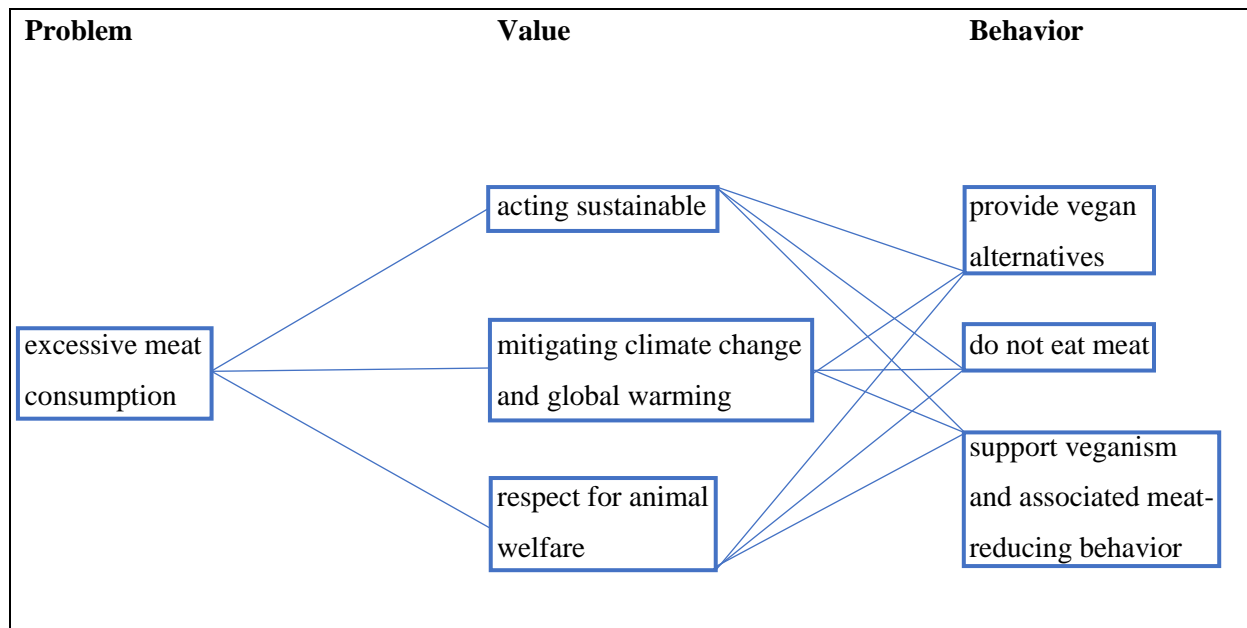 Problem
Value
Behavior
acting sustainable
provide vegan
alternatives
excessive meat
consumption
mitigating climate change
and global warming
do not eat meat
respect for animal
welfare
support veganism
and associated meat-
reducing behavior